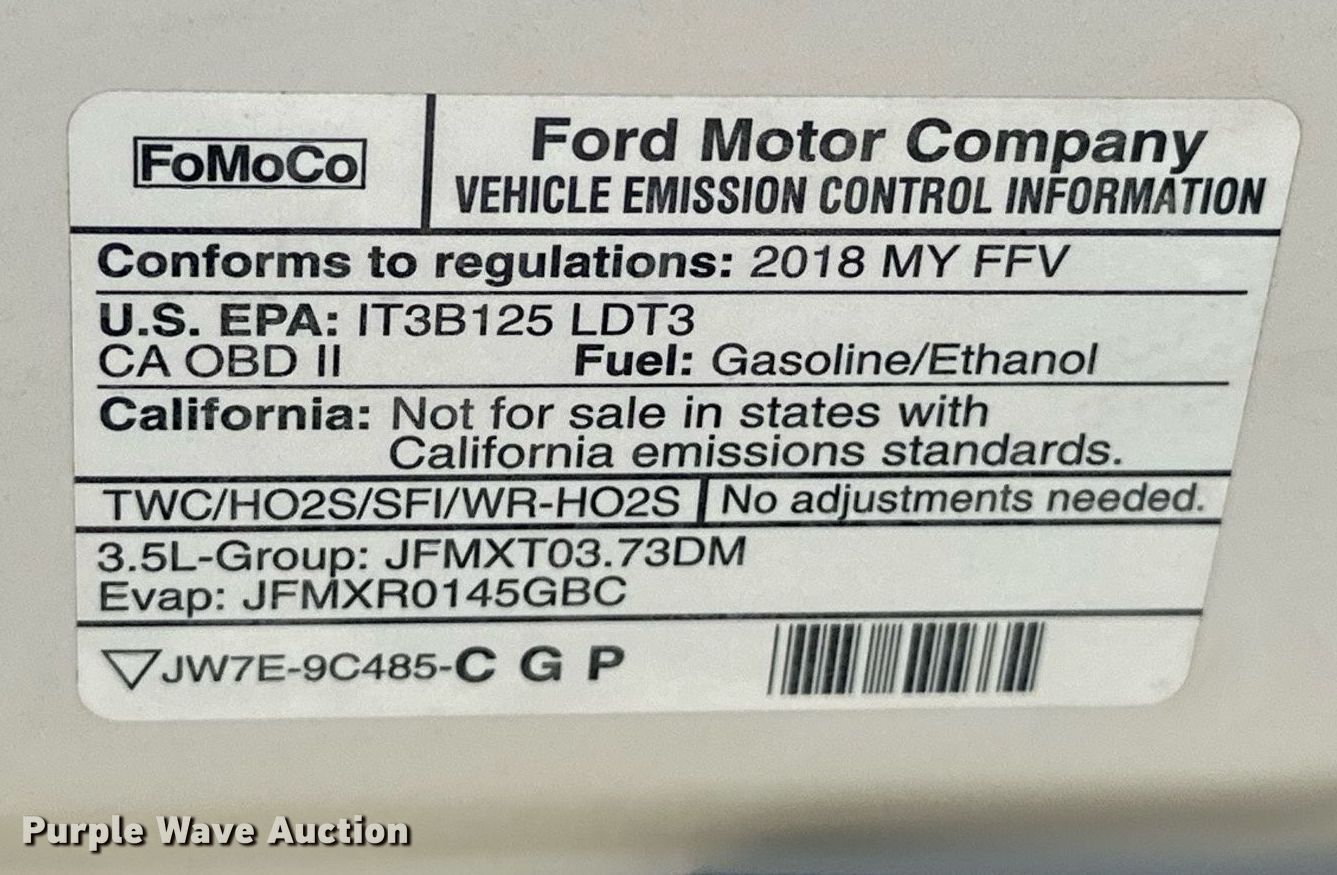 FoMoCo
Ford Motor Company
VEHICLE EMISSION CONTROL INFORMATION
Conforms to regulations: 2018 MY FFV
U.S. EPA: IT3B125 LDT3
CA OBD II Fuel: Gasoline/Ethanol
California: Not for sale in states with
California emissions standards.
TWC/HO2S/SFI/WR-HO2S No adjustments needed.
3.5L-Group: JFMXT03.73DM
Evap: JFMXR0145GBC
JW7E-9C485-C G P
Purple Wave Auction